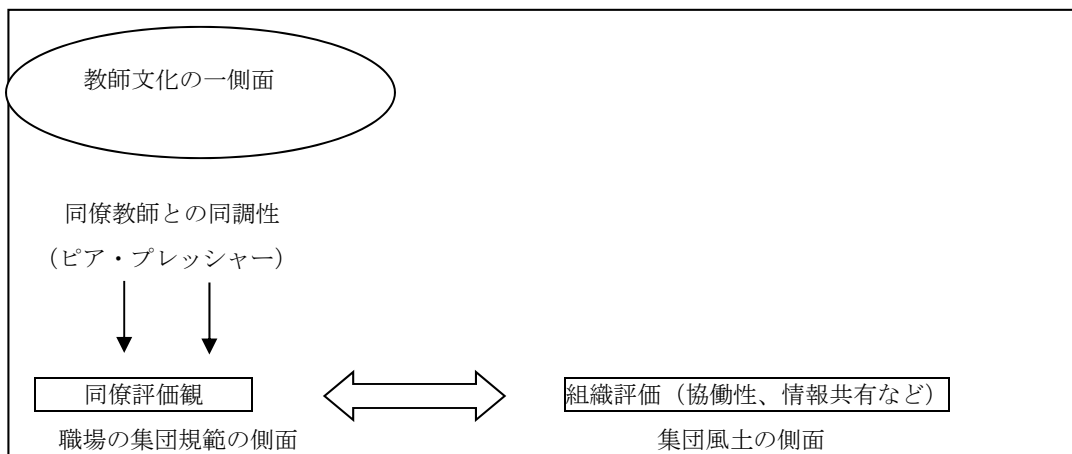 教師文化の一側面
同僚教師との同調性
（ピア・プレッシャー）
同僚評価観
組織評価（協働性、情報共有など）
職場の集団規範の側面
集団風土の側面